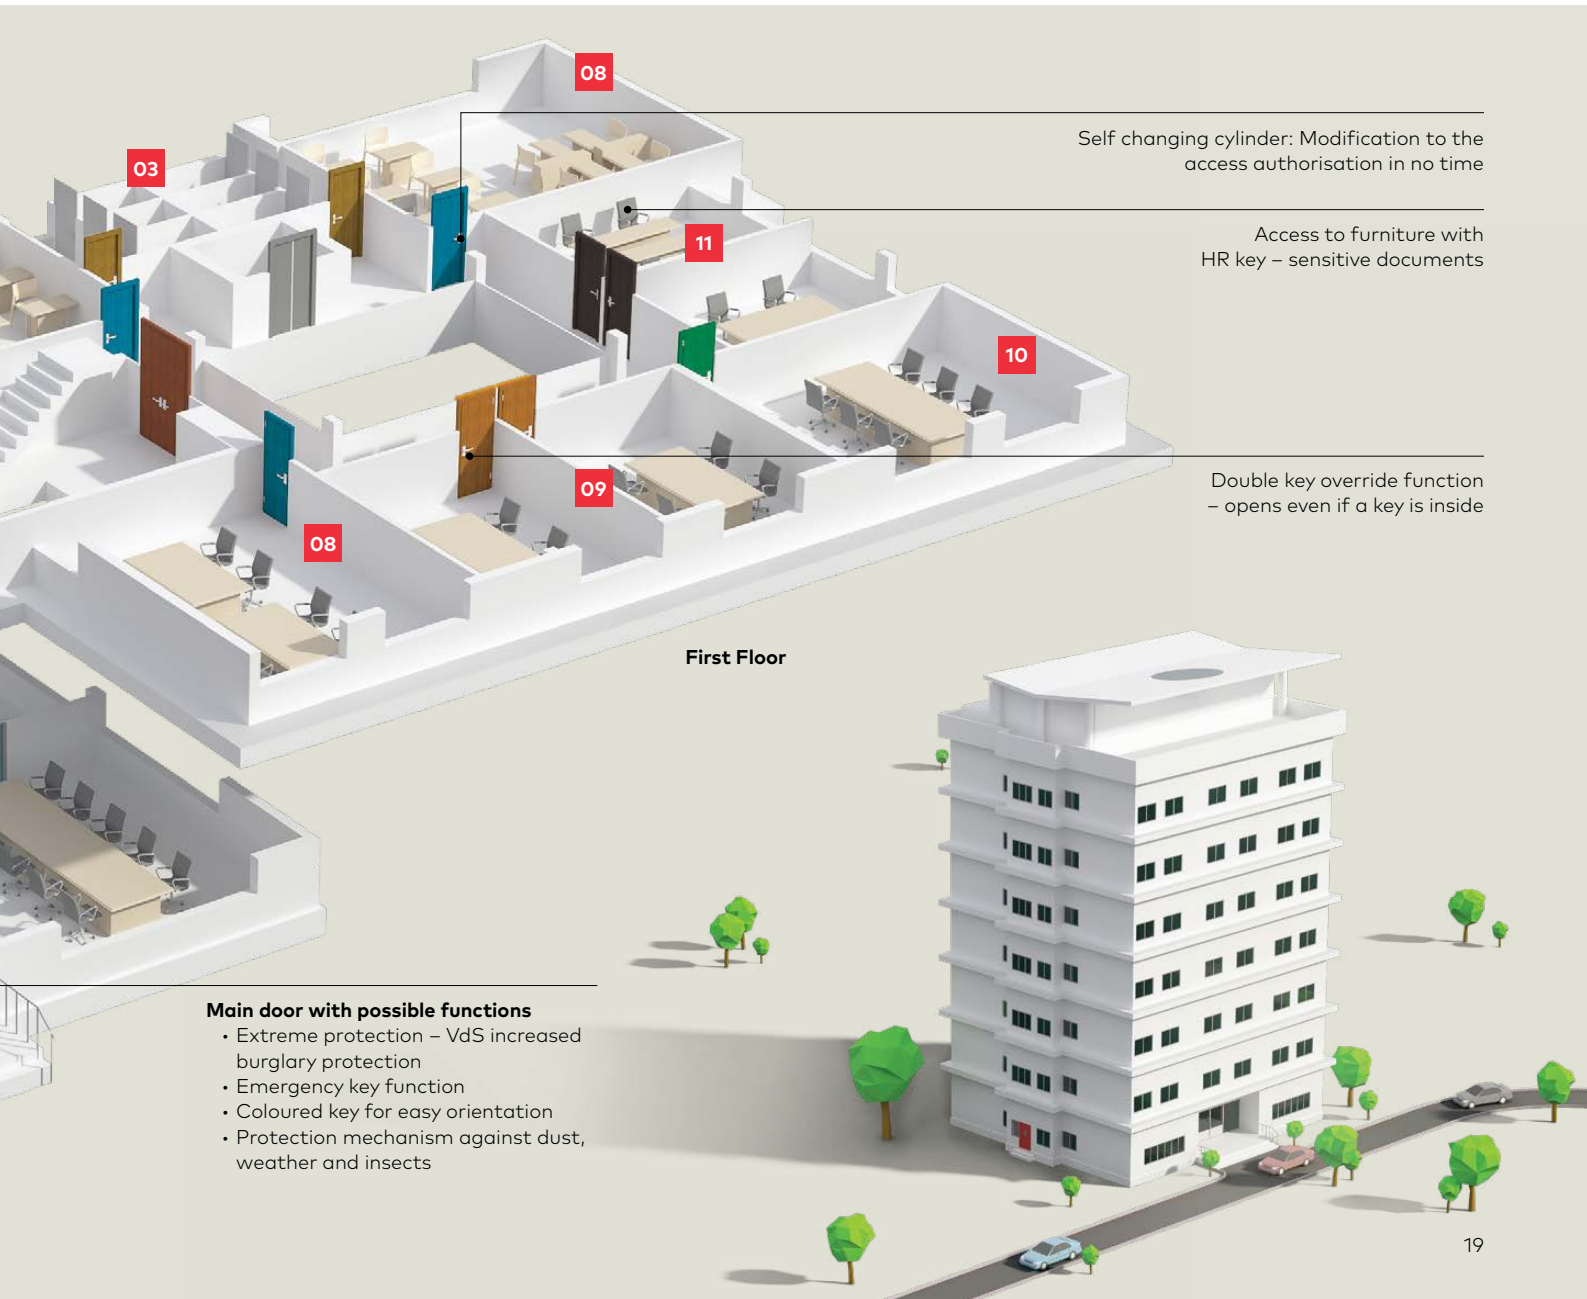 08
Self changing cylinder: Modification to the
access authorisation in no time
03
Access to furniture with
HR key – sensitive documents
11
10
Double key override function
– opens even if a key is inside
09
08
First Floor
Main door with possible functions
• Extreme protection – VdS increased
burglary protection
• Emergency key function
• Coloured key for easy orientation
• Protection mechanism against dust,
weather and insects
19